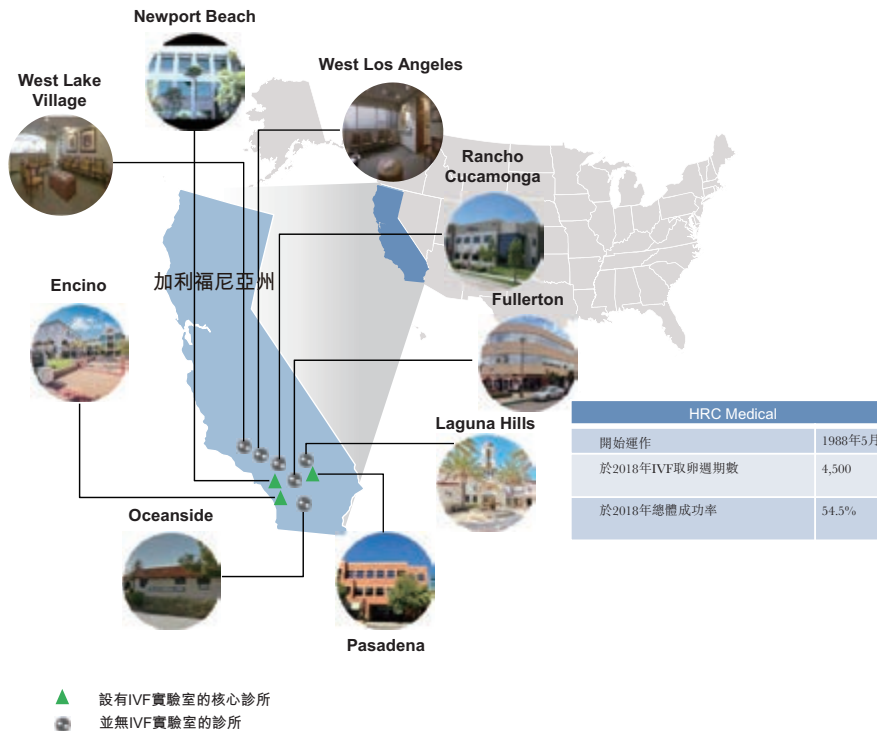 Newport Beach
West Los Angeles
West Lake
Village
Rancho
Cucamonga
加利福尼亞州
Encino
Fullerton
Laguna Hills
HRC Medical
開始運作 1988年5月
於2018年IVF取卵週期數 4,500
於2018年總體成功率 54.5%
Oceanside
Pasadena
設有IVF實驗室的核心診所
並無IVF實驗室的診所